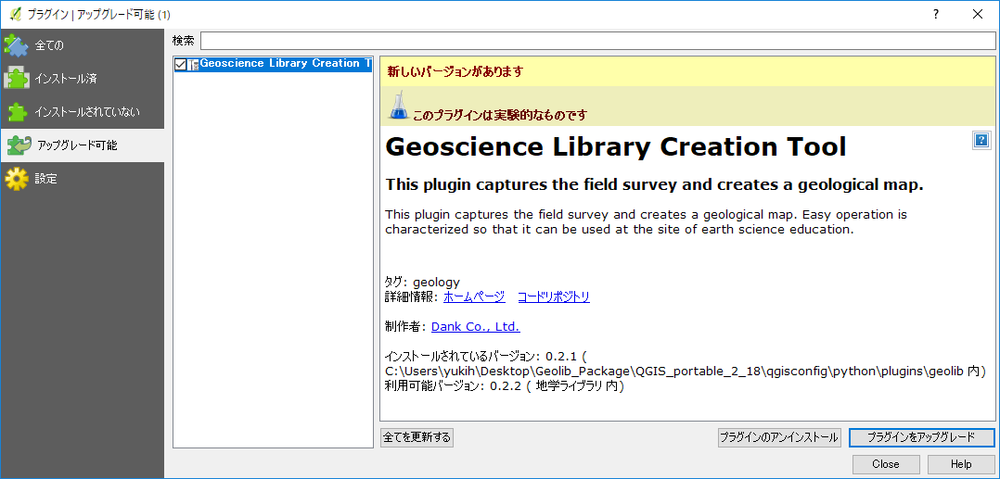 プラグイン | アップグレード可能 (1)
全ての
インストール済
インストールされていない
アップグレード可能
設定
検索
Geoscience Library Creation T
新しいバージョンがあります
このプラグインは実験的なものです
Geoscience Library Creation Tool
This plugin captures the field survey and creates a geological map.
This plugin captures the field survey and creates a geological map. Easy operation is
characterized so that it can be used at the site of earth science education.
タグ: geology
詳細情報: ホームページ コードリポジトリ
制作者: Dank Co., Ltd.
インストールされているバージョン: 0.2.1 (
C:\Users\yukih\Desktop\Geolib_Package\QGIS_portable_2_18\qgisconfig\python\plugins\geolib 内)
利用可能バージョン: 0.2.2 ( 地学ライブラリ 内)
全てを更新する
プラグインのアンインストール
プラグインをアップグレード
Close
Help